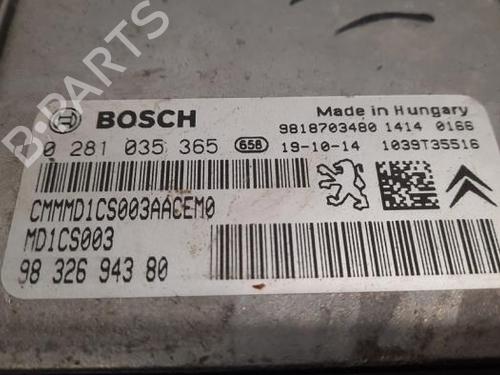 BOSCH
Made in Hungary
9818703480 1414 0166
0 281 035 365 658 19-10-14 1039T35516
CMMMD1CS003AACEM0
MD1CS003
98 326 943 80
B-PARTS